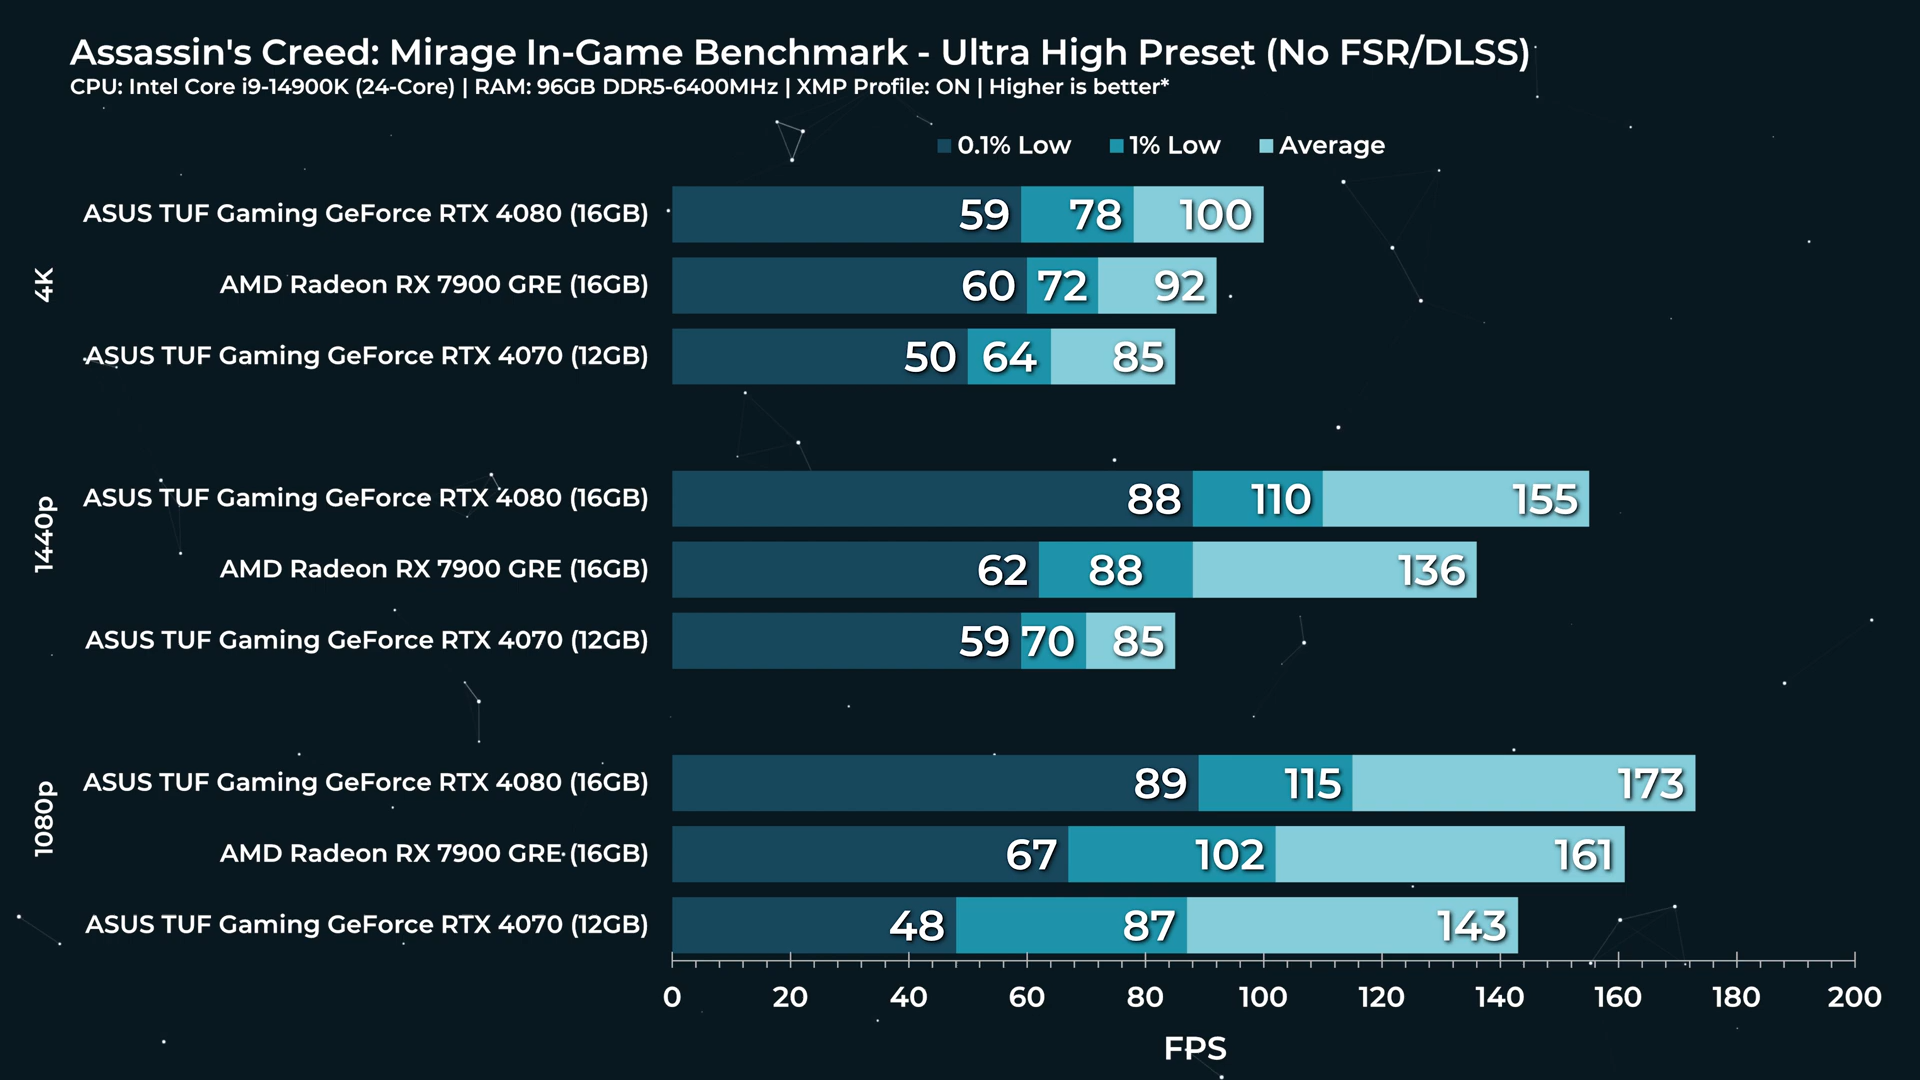 Assassin's Creed: Mirage In-Game Benchmark - Ultra High Preset (No FSR/DLSS)
CPU: Intel Core i9-14900K (24-Core) | RAM: 96GB DDR5-6400MHz | XMP Profile: ON | Higher is better*
0.1% Low 1% Low Average
4K
ASUS TUF Gaming GeForce RTX 4080 (16GB) 59 78 100
AMD Radeon RX 7900 GRE (16GB) 60 72 92
ASUS TUF Gaming GeForce RTX 4070 (12GB) 50 64 85
1440p
ASUS TUF Gaming GeForce RTX 4080 (16GB) 88 110 155
AMD Radeon RX 7900 GRE (16GB) 62 88 136
ASUS TUF Gaming GeForce RTX 4070 (12GB) 59 70 85
1080p
ASUS TUF Gaming GeForce RTX 4080 (16GB) 89 115 173
AMD Radeon RX 7900 GRE (16GB) 67 102 161
ASUS TUF Gaming GeForce RTX 4070 (12GB) 48 87 143
0 20 40 60 80 100 120 140 160 180 200
FPS